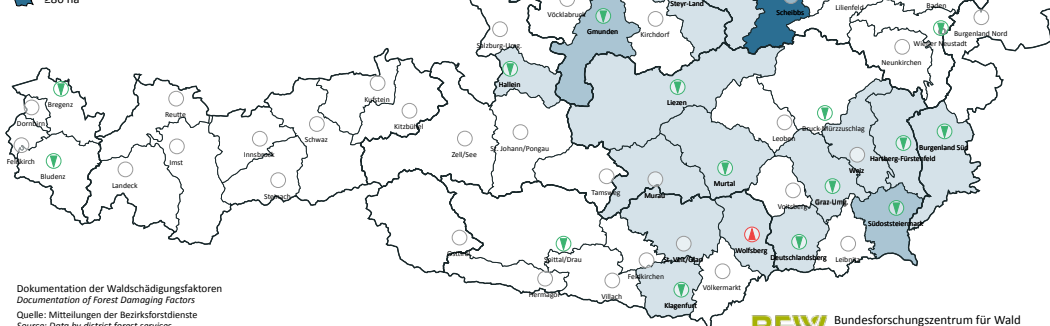 ≥80 ha
Vöcklabruck
Steyr-Land
Scheibbs
Lilienfeld
Baden
Gmunden
Kirchdorf
Burgenland Nord
Wiener Neustadt
Salzburg-Umg.
Neunkirchen
Hallein
Liezen
Kufstein
Bregenz
Reutte
Dornbirn
Kitzbühel
Bruck-Mürzzuschlag
Leoben
Schwaz
Innsbruck
Zell/See
St. Johann/Pongau
Burgenland Süd
Hartberg-Fürstenfeld
Feldkirch
Imst
Bludenz
Weiz
Landeck
Murtal
Steinach
Tamsweg
Murau
Voitsberg
Graz-Umg.
Südoststeiermark
Osttirol
Spittal/Drau
St. Veit/Glan
Wolfsberg
Deutschlandsberg
Leibnitz
Feldkirchen
Hermagor
Villach
Völkermarkt
Klagenfurt
Dokumentation der Waldschädigungsfaktoren
Documentation of Forest Damaging Factors
Quelle: Mitteilungen der Bezirksforstdienste
Source: Data by district forest services
BFW
Bundesforschungszentrum für Wald